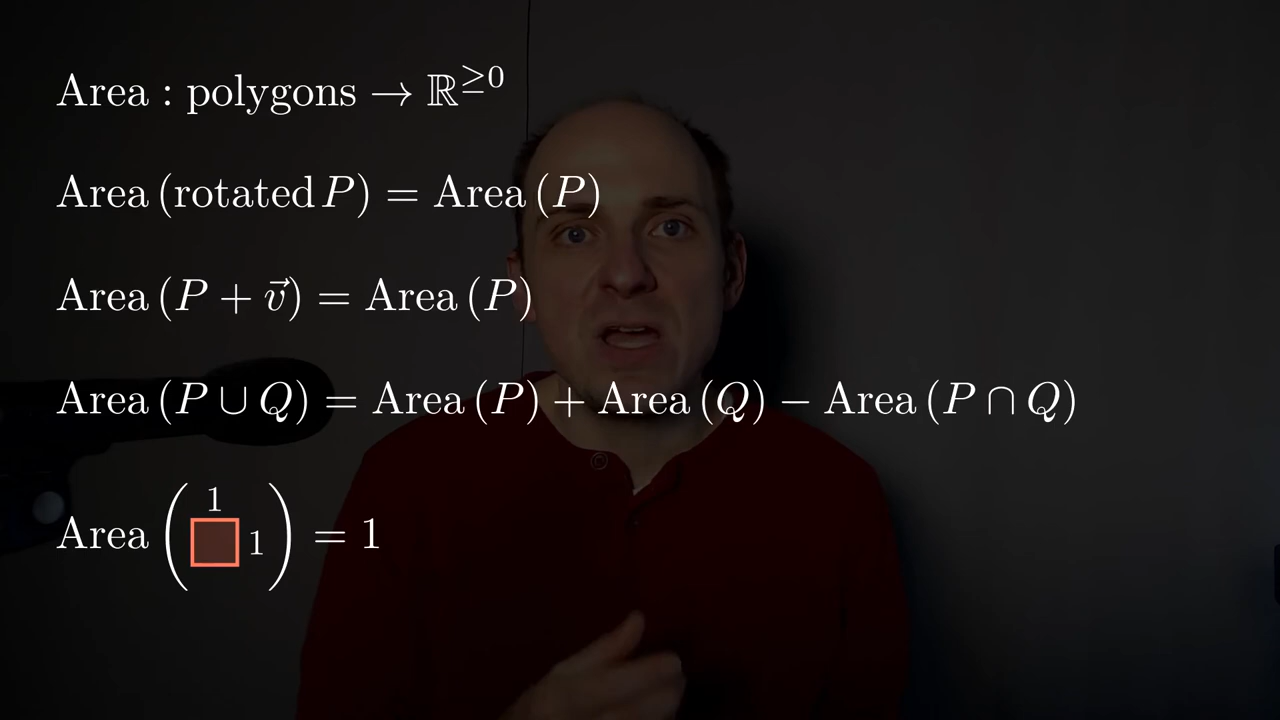 Area : polygons → ℝ^≥0
Area (rotated P) = Area (P)
Area (P + v⃗) = Area (P)
Area (P ∪ Q) = Area (P) + Area (Q) − Area (P ∩ Q)
Area ( 1 1 ) = 1